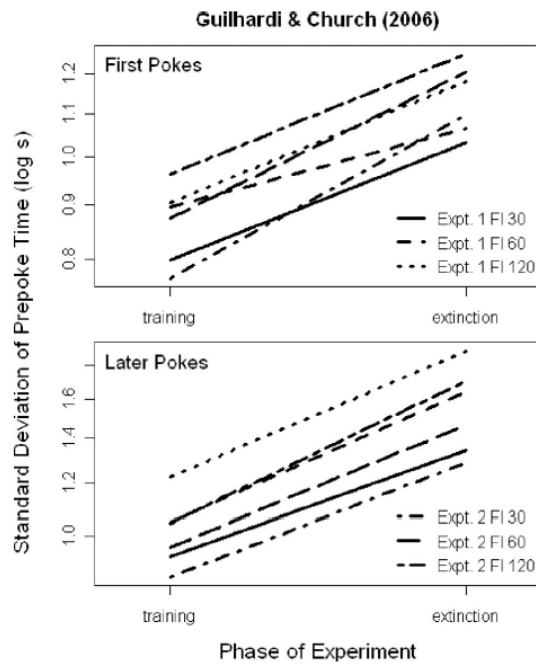 Guilhardi & Church (2006)
First Pokes
1.2
1.1
1.0
0.9
0.8
Expt. 1 FI 30
Expt. 1 FI 60
Expt. 1 FI 120
training
extinction
Standard Deviation of Prepoke Time (log s)
Later Pokes
1.6
1.4
1.2
1.0
Expt. 2 FI 30
Expt. 2 FI 60
Expt. 2 FI 120
training
extinction
Phase of Experiment